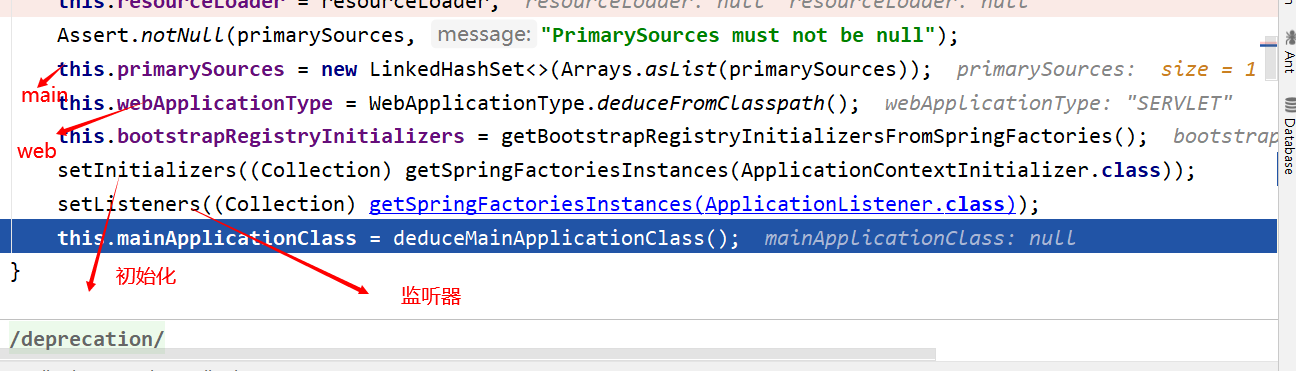 this.resourceLoader = resourceLoader; resourceLoader: null resourceLoader: null
Assert.notNull(primarySources, message: "PrimarySources must not be null");
this.primarySources = new LinkedHashSet<>(Arrays.asList(primarySources)); primarySources: size = 1
main
this.webApplicationType = WebApplicationType.deduceFromClasspath(); webApplicationType: "SERVLET"
this.bootstrapRegistryInitializers = getBootstrapRegistryInitializersFromSpringFactories(); bootstrap
web
setInitializers((Collection) getSpringFactoriesInstances(ApplicationContextInitializer.class));
setListeners((Collection) getSpringFactoriesInstances(ApplicationListener.class));
this.mainApplicationClass = deduceMainApplicationClass(); mainApplicationClass: null
}
初始化
监听器
/deprecation/
Ant
Database